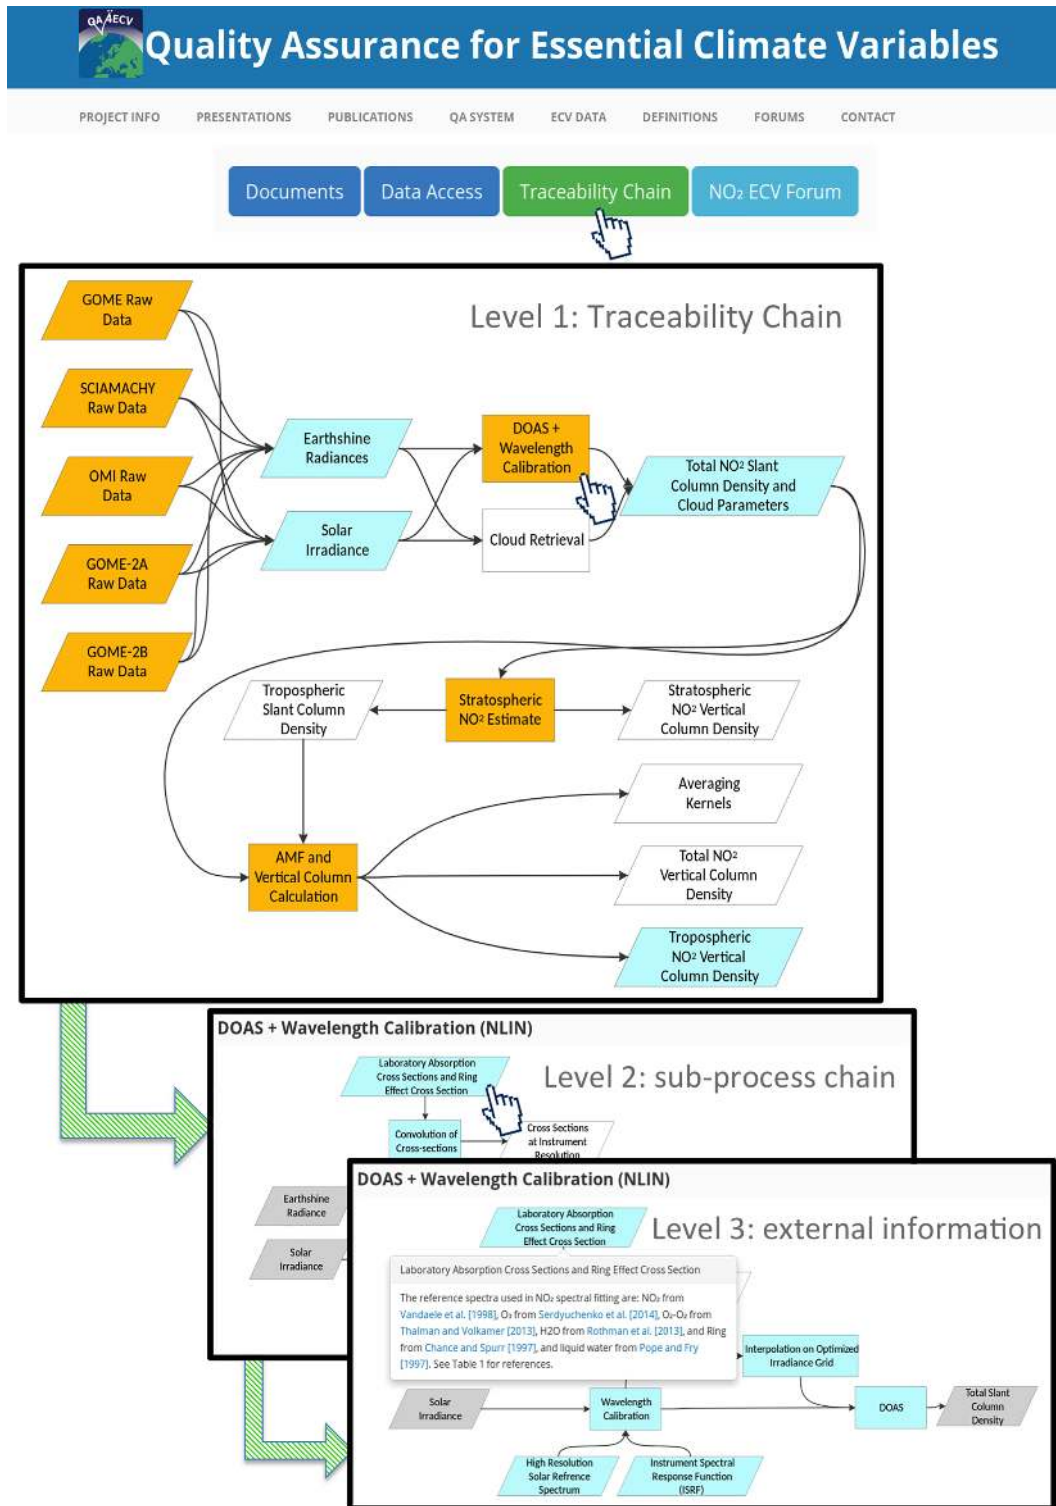 QA4ECV
Quality Assurance for Essential Climate Variables
PROJECT INFO PRESENTATIONS PUBLICATIONS QA SYSTEM ECV DATA DEFINITIONS FORUMS CONTACT
Documents Data Access Traceability Chain NO₂ ECV Forum
Level 1: Traceability Chain
GOME Raw
Data
SCIAMACHY
Raw Data
OMI Raw
Data
GOME-2A
Raw Data
GOME-2B
Raw Data
Earthshine
Radiances
Solar
Irradiance
DOAS +
Wavelength
Calibration
Cloud Retrieval
Total NO² Slant
Column Density and
Cloud Parameters
Tropospheric
Slant Column
Density
Stratospheric
NO² Estimate
Stratospheric
NO² Vertical
Column Density
Averaging
Kernels
AMF and
Vertical Column
Calculation
Total NO²
Vertical Column
Density
Tropospheric
NO² Vertical
Column Density
DOAS + Wavelength Calibration (NLIN)
Level 2: sub-process chain
Laboratory Absorption
Cross Sections and Ring
Effect Cross Section
Convolution of
Cross-sections
Cross Sections
at Instrument
Resolution
Earthshine
Radiance
Solar
Irradiance
DOAS + Wavelength Calibration (NLIN)
Level 3: external information
Laboratory Absorption
Cross Sections and Ring
Effect Cross Section
Laboratory Absorption Cross Sections and Ring Effect Cross Section
The reference spectra used in NO₂ spectral fitting are: NO₂ from
Vandaele et al. [1998], O₃ from Serdyuchenko et al. [2014], O₂-O₂ from
Thalman and Volkamer [2013], H2O from Rothman et al. [2013], and Ring
from Chance and Spurr [1997], and liquid water from Pope and Fry
[1997]. See Table 1 for references.
Interpolation on Optimized
Irradiance Grid
Solar
Irradiance
Wavelength
Calibration
DOAS
Total Slant
Column
Density
High Resolution
Solar Refrence
Spectrum
Instrument Spectral
Response Function
(ISRF)